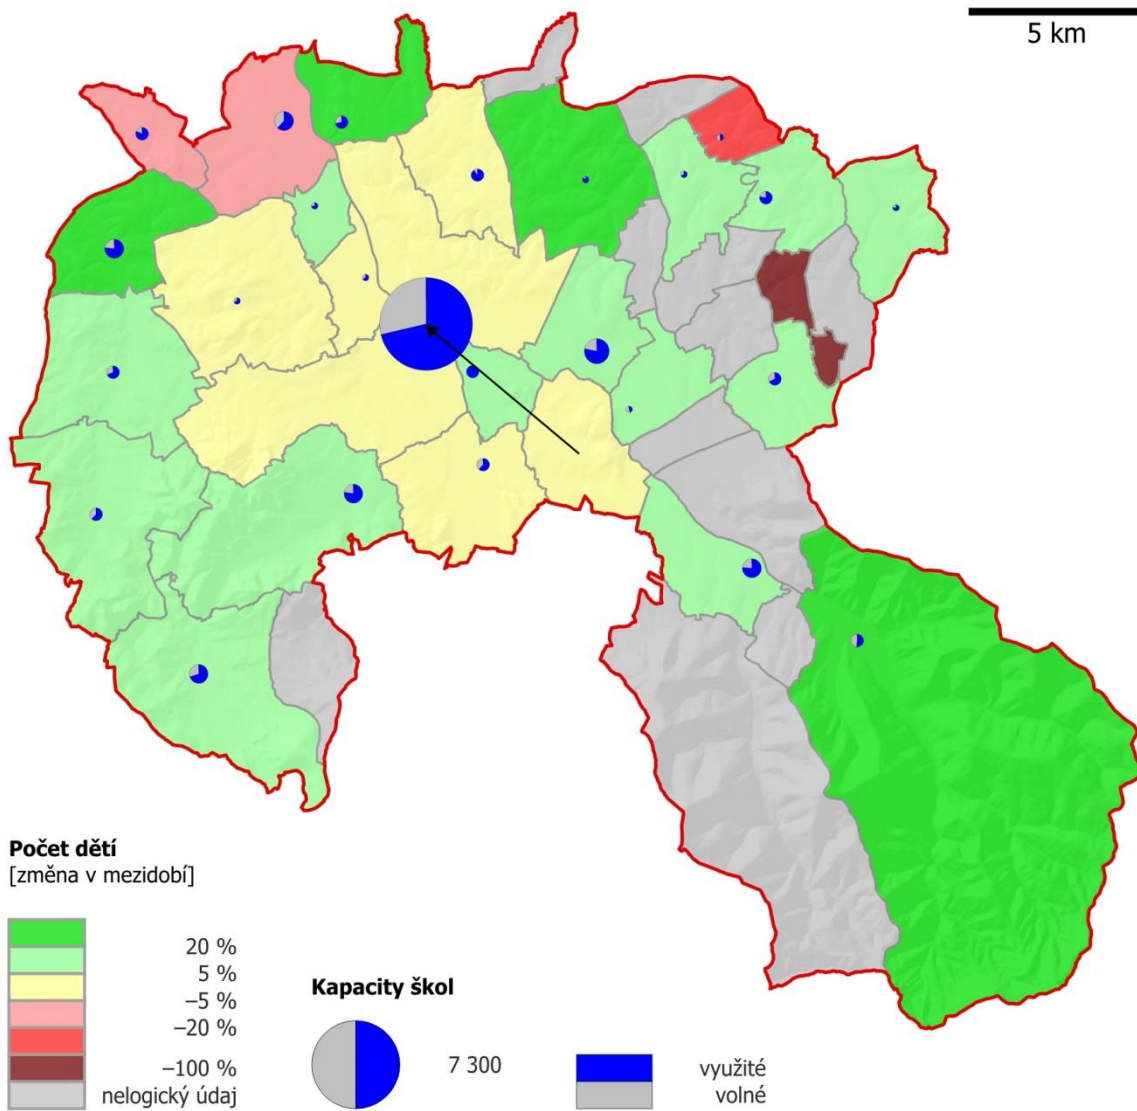 5 km
Počet dětí
[změna v mezidobí]
20 %
5 %
–5 %
–20 %
–100 %
nelogický údaj
Kapacity škol
7 300
využité
volné